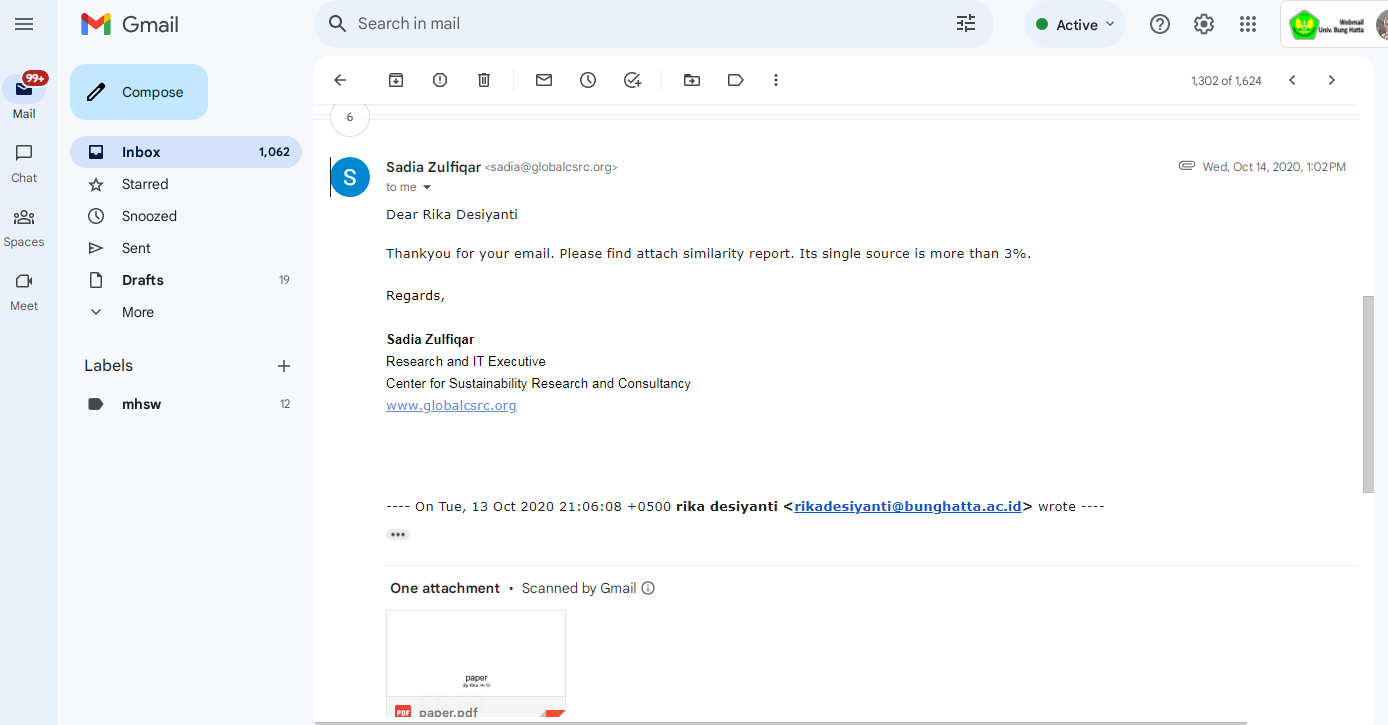 Gmail
Search in mail
Active
Webmail
Univ. Bung Hatta
99+
Mail
Chat
Spaces
Meet
Compose
Inbox 1,062
Starred
Snoozed
Sent
Drafts 19
More
Labels
mhsw 12
1,302 of 1,624
6
Sadia Zulfiqar <sadia@globalcsrc.org> Wed, Oct 14, 2020, 1:02 PM
to me
S
Dear Rika Desiyanti
Thankyou for your email. Please find attach similarity report. Its single source is more than 3%.
Regards,
Sadia Zulfiqar
Research and IT Executive
Center for Sustainability Research and Consultancy
www.globalcsrc.org
---- On Tue, 13 Oct 2020 21:06:08 +0500 rika desiyanti <rikadesiyanti@bunghatta.ac.id> wrote ----
One attachment • Scanned by Gmail
paper
By Rika 14-10
PDF paper.pdf